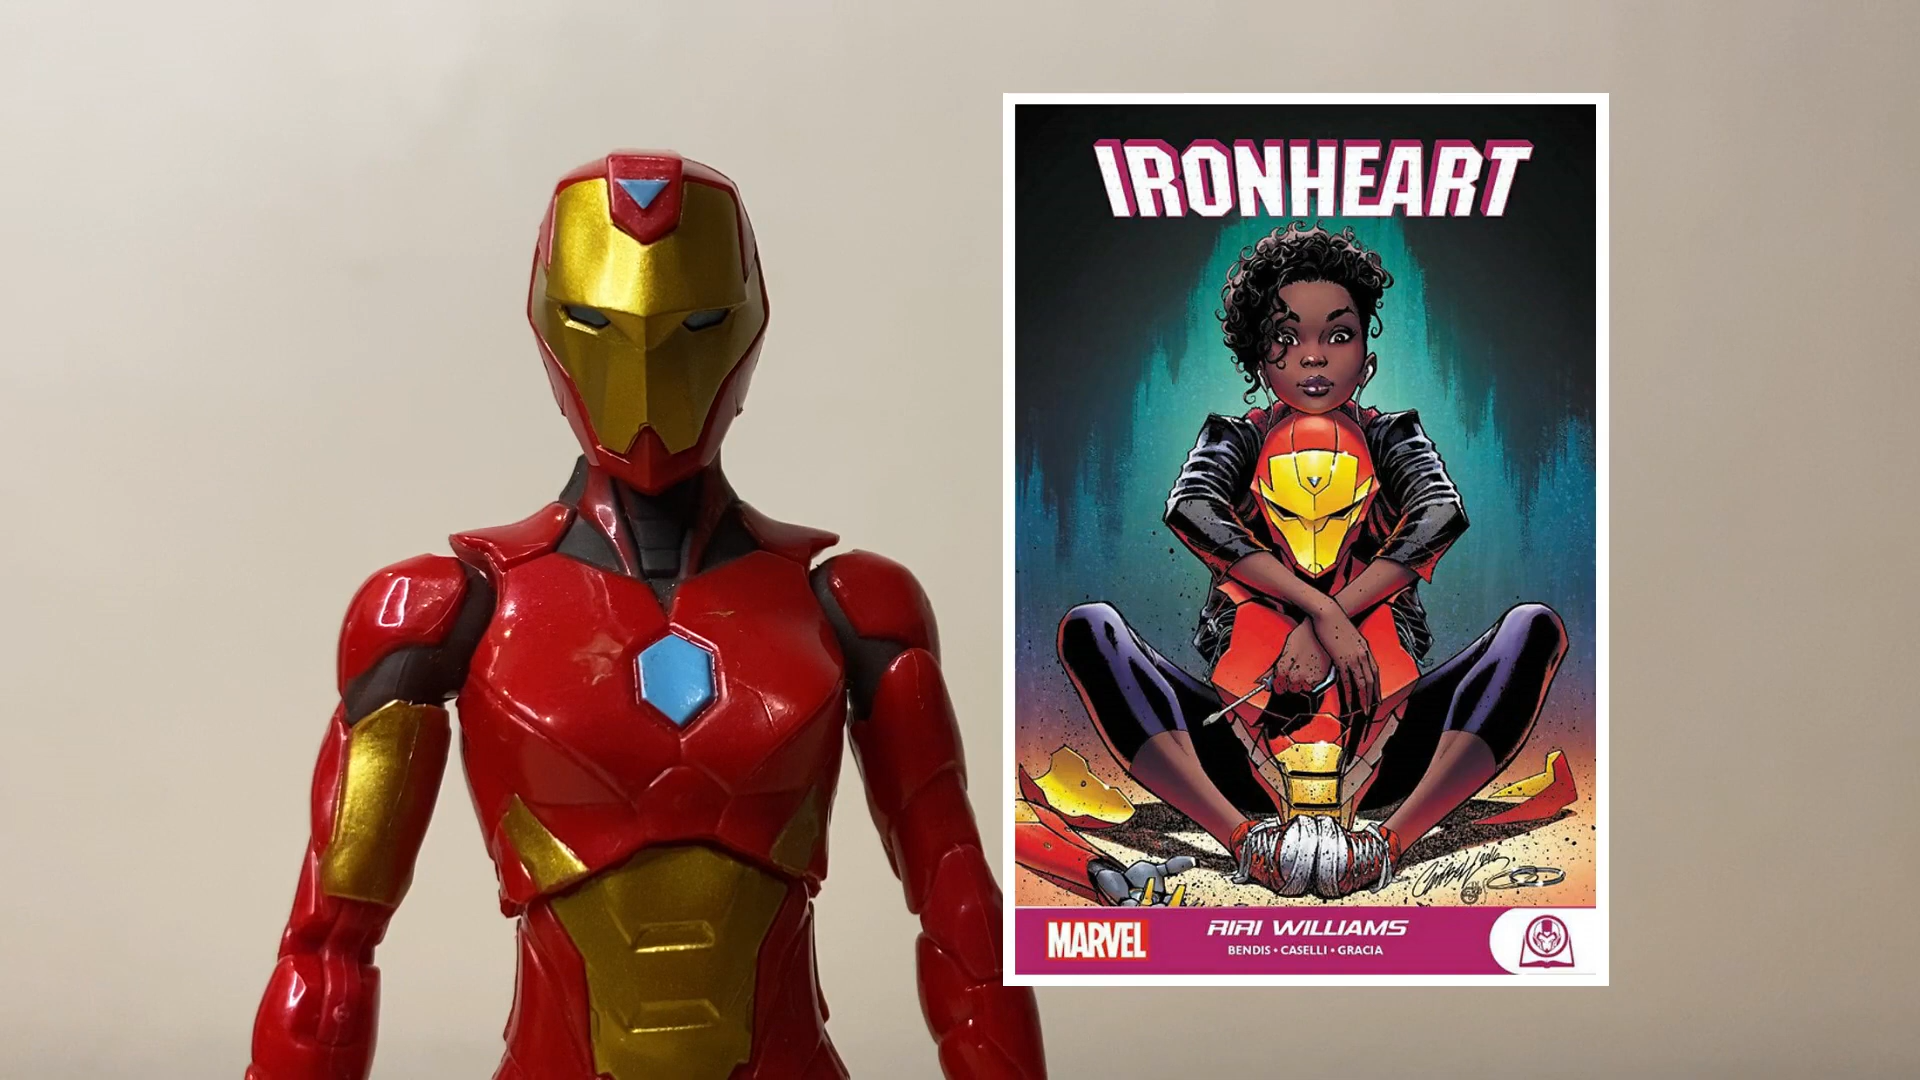 IRONHEART
MARVEL
RIRI WILLIAMS
BENDIS • CASELLI • GRACIA